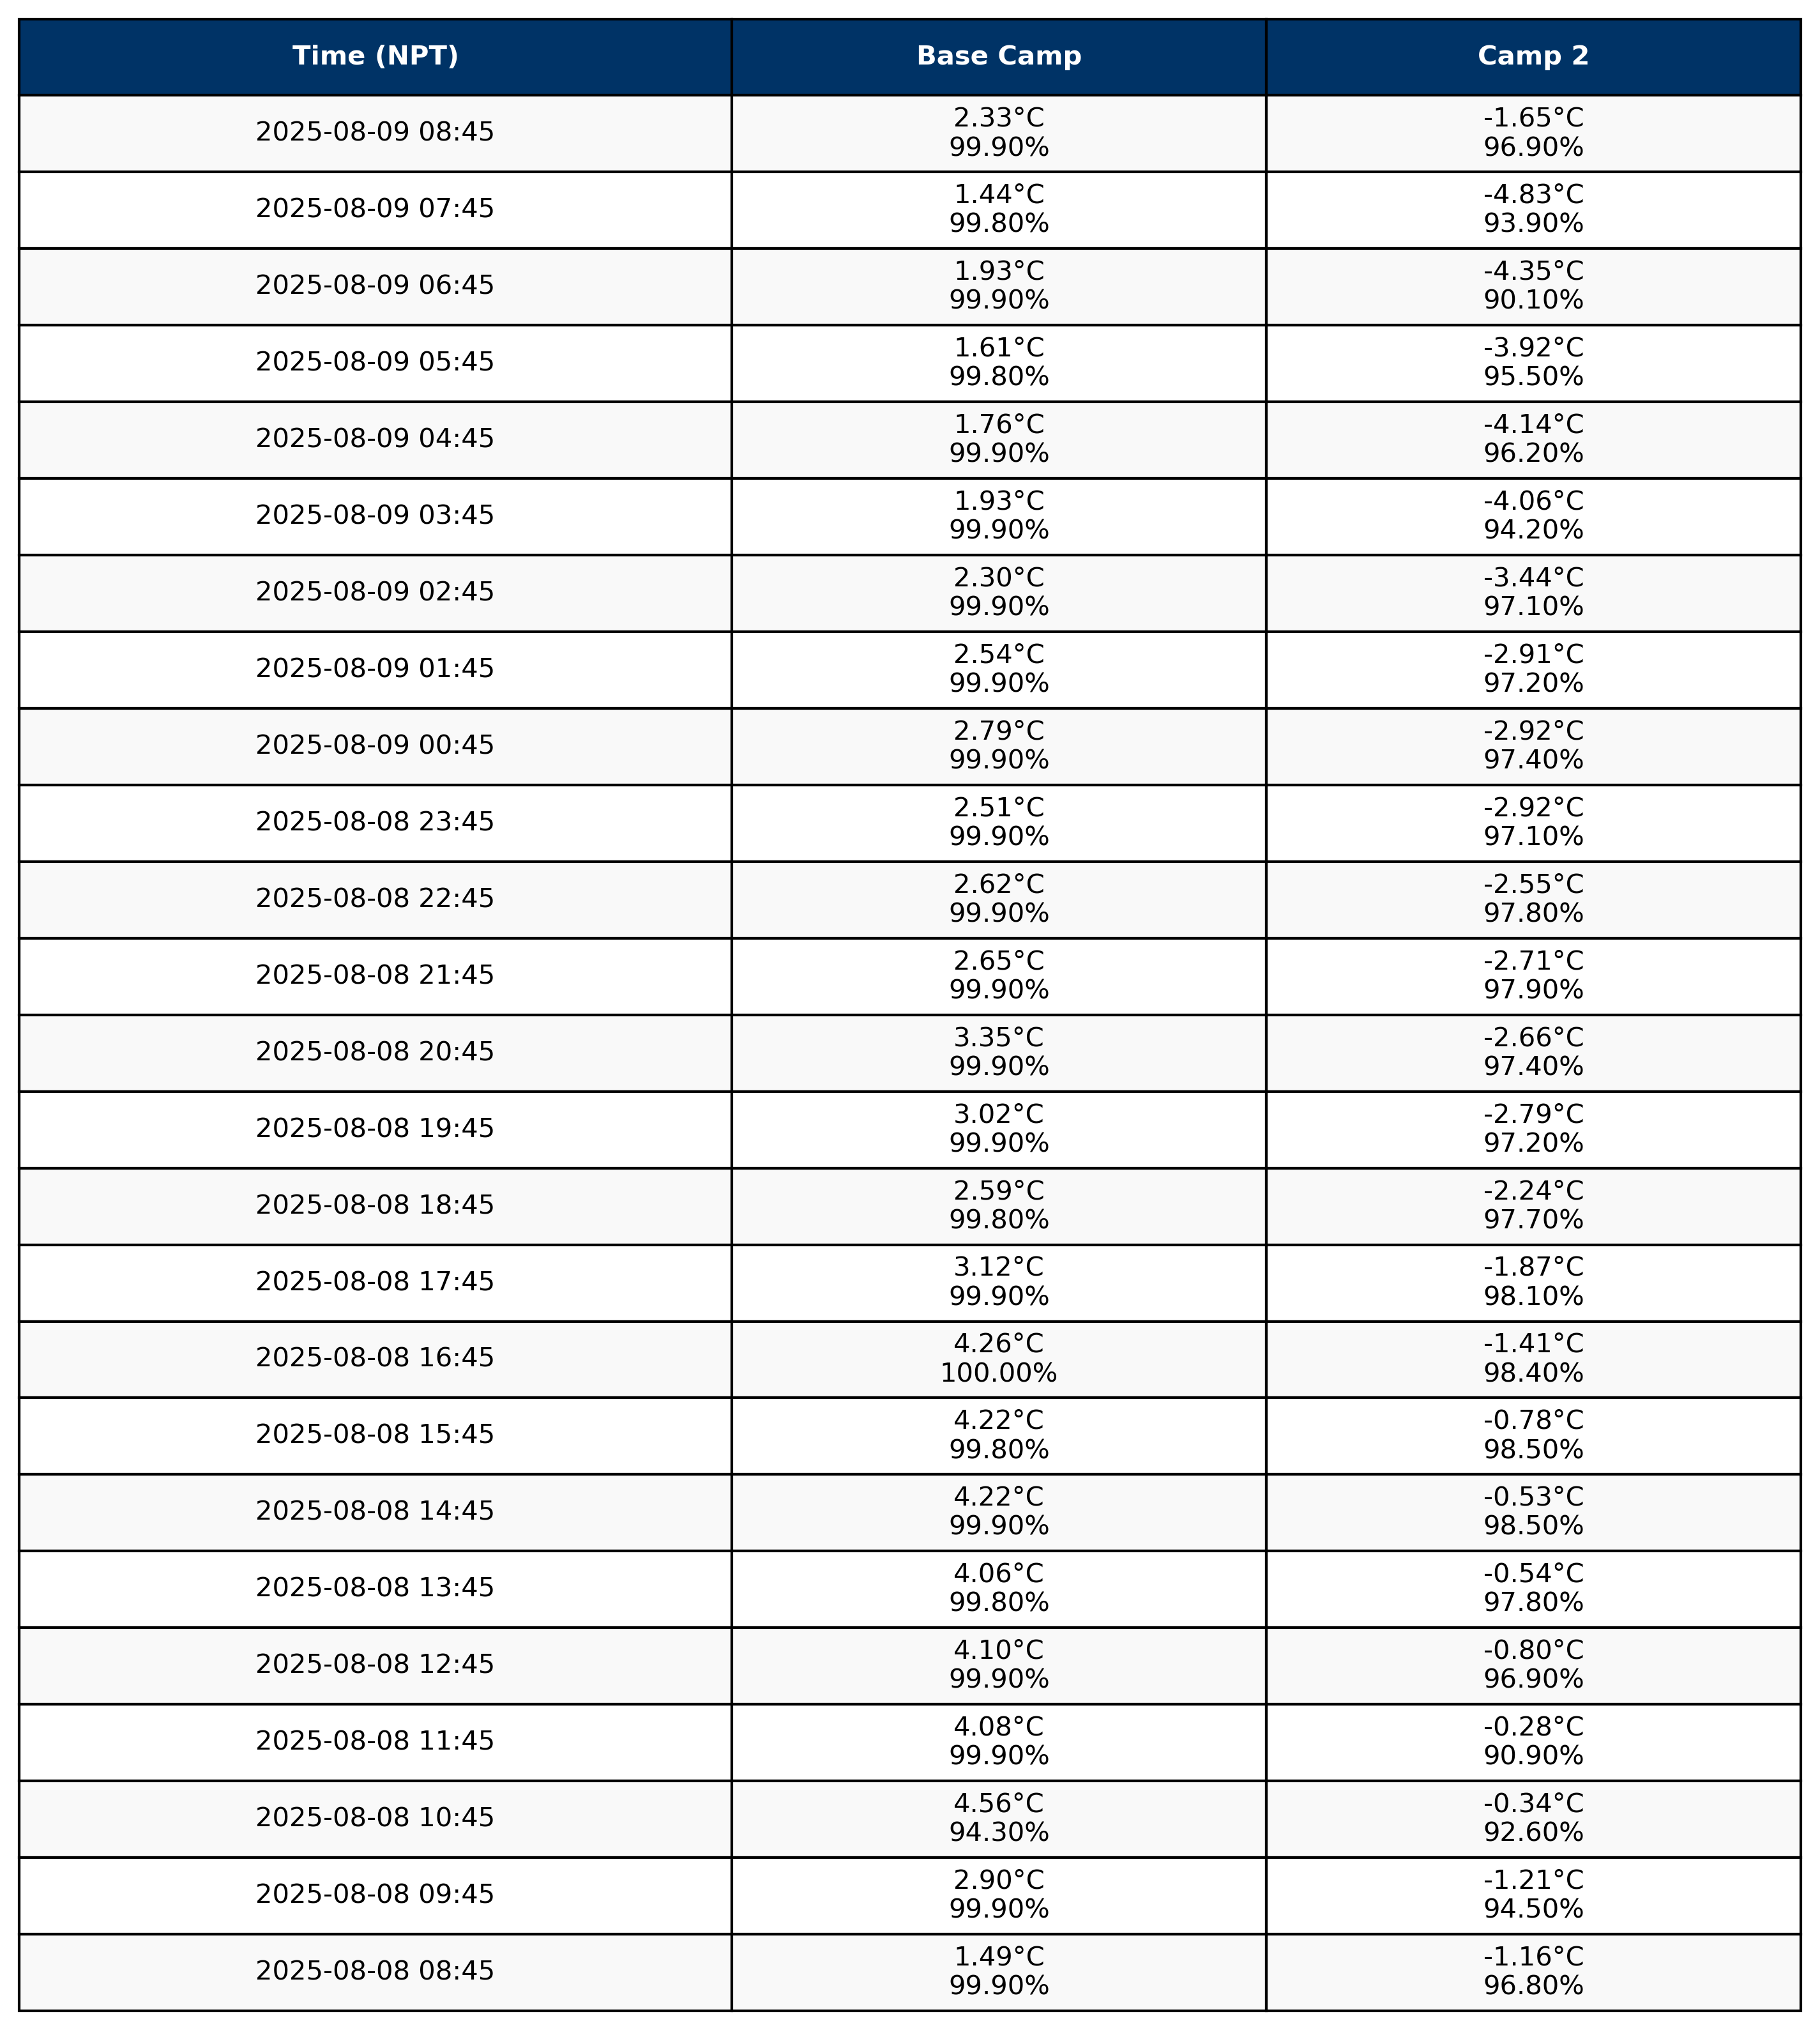 Time (NPT) Base Camp Camp 2
2025-08-09 08:45 2.33°C -1.65°C
99.90% 96.90%
2025-08-09 07:45 1.44°C -4.83°C
99.80% 93.90%
2025-08-09 06:45 1.93°C -4.35°C
99.90% 90.10%
2025-08-09 05:45 1.61°C -3.92°C
99.80% 95.50%
2025-08-09 04:45 1.76°C -4.14°C
99.90% 96.20%
2025-08-09 03:45 1.93°C -4.06°C
99.90% 94.20%
2025-08-09 02:45 2.30°C -3.44°C
99.90% 97.10%
2025-08-09 01:45 2.54°C -2.91°C
99.90% 97.20%
2025-08-09 00:45 2.79°C -2.92°C
99.90% 97.40%
2025-08-08 23:45 2.51°C -2.92°C
99.90% 97.10%
2025-08-08 22:45 2.62°C -2.55°C
99.90% 97.80%
2025-08-08 21:45 2.65°C -2.71°C
99.90% 97.90%
2025-08-08 20:45 3.35°C -2.66°C
99.90% 97.40%
2025-08-08 19:45 3.02°C -2.79°C
99.90% 97.20%
2025-08-08 18:45 2.59°C -2.24°C
99.80% 97.70%
2025-08-08 17:45 3.12°C -1.87°C
99.90% 98.10%
2025-08-08 16:45 4.26°C -1.41°C
100.00% 98.40%
2025-08-08 15:45 4.22°C -0.78°C
99.80% 98.50%
2025-08-08 14:45 4.22°C -0.53°C
99.90% 98.50%
2025-08-08 13:45 4.06°C -0.54°C
99.80% 97.80%
2025-08-08 12:45 4.10°C -0.80°C
99.90% 96.90%
2025-08-08 11:45 4.08°C -0.28°C
99.90% 90.90%
2025-08-08 10:45 4.56°C -0.34°C
94.30% 92.60%
2025-08-08 09:45 2.90°C -1.21°C
99.90% 94.50%
2025-08-08 08:45 1.49°C -1.16°C
99.90% 96.80%